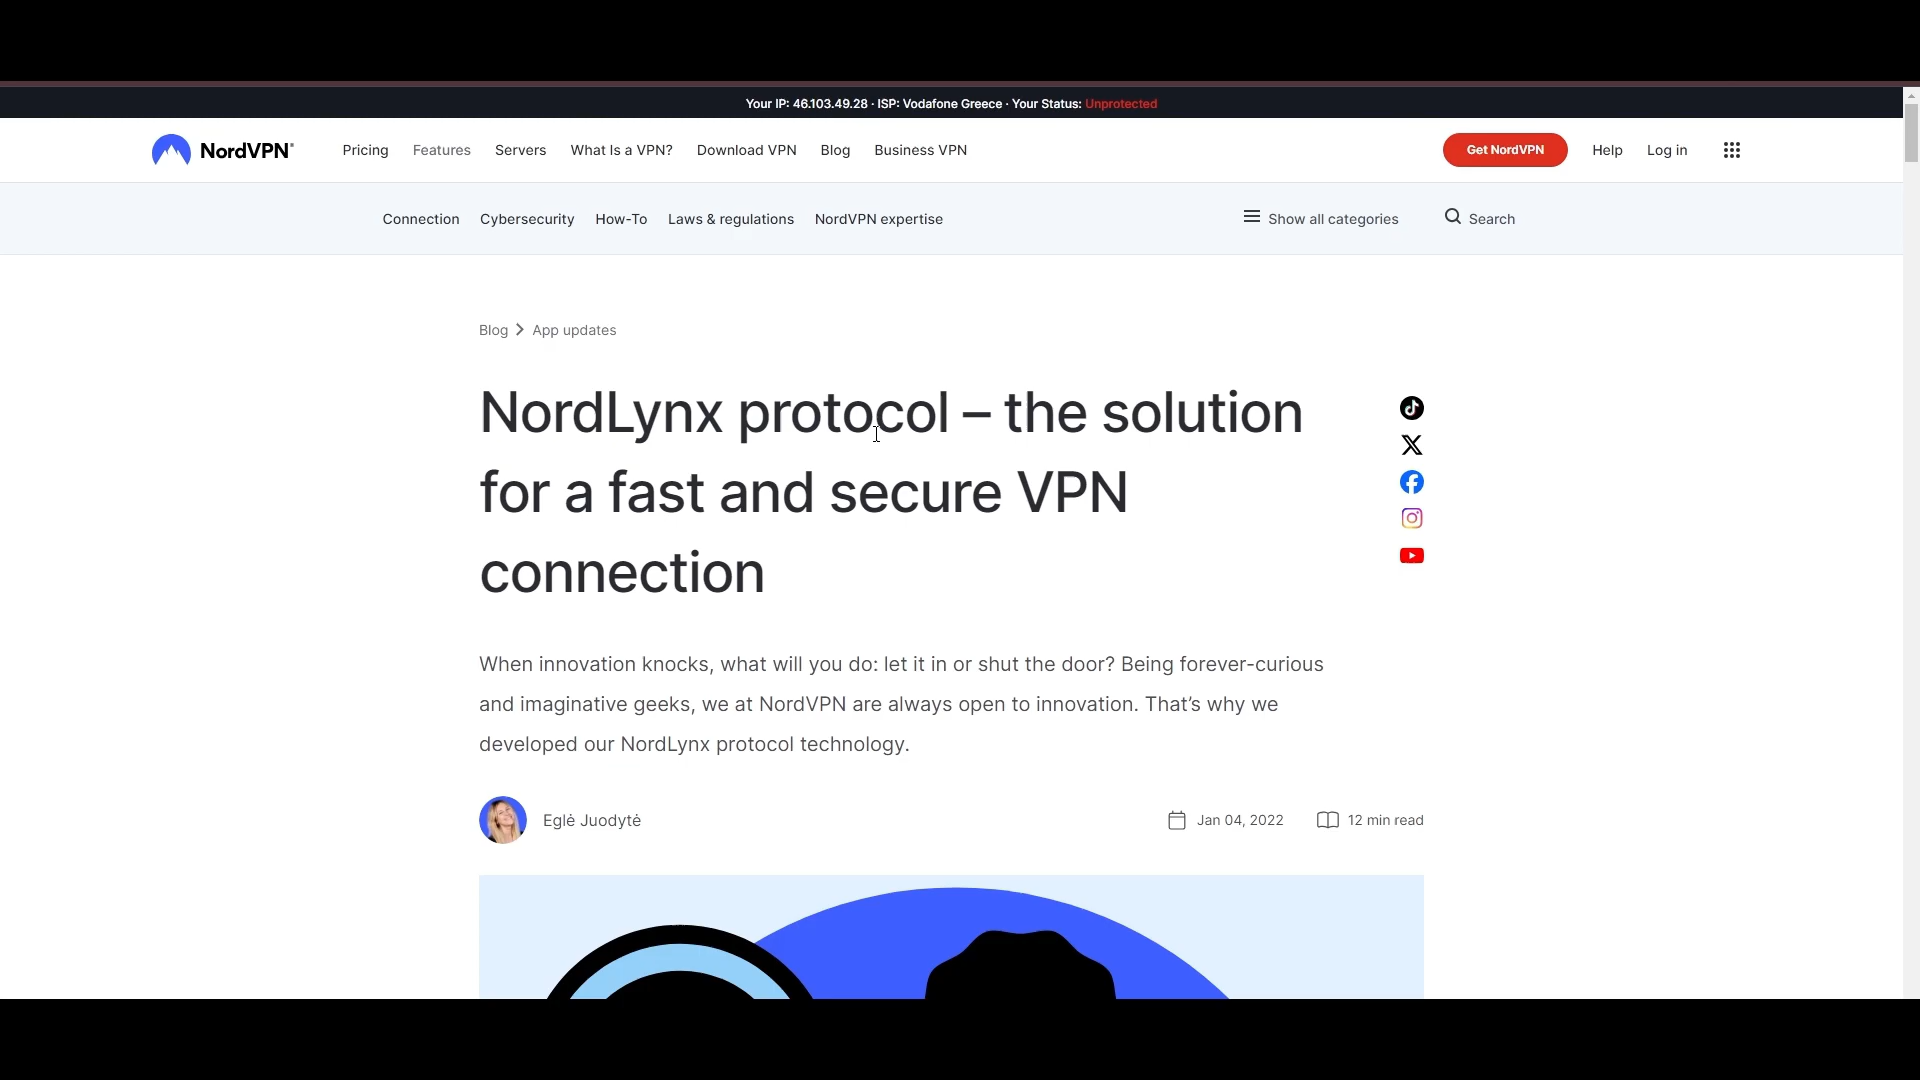 Your IP: 46.103.49.28 · ISP: Vodafone Greece · Your Status: Unprotected
NordVPN®
Pricing
Features
Servers
What Is a VPN?
Download VPN
Blog
Business VPN
Get NordVPN
Help
Log in
Connection
Cybersecurity
How-To
Laws & regulations
NordVPN expertise
Show all categories
Search
Blog
App updates
NordLynx protocol – the solution
for a fast and secure VPN
connection
When innovation knocks, what will you do: let it in or shut the door? Being forever-curious
and imaginative geeks, we at NordVPN are always open to innovation. That’s why we
developed our NordLynx protocol technology.
Eglė Juodytė
Jan 04, 2022
12 min read